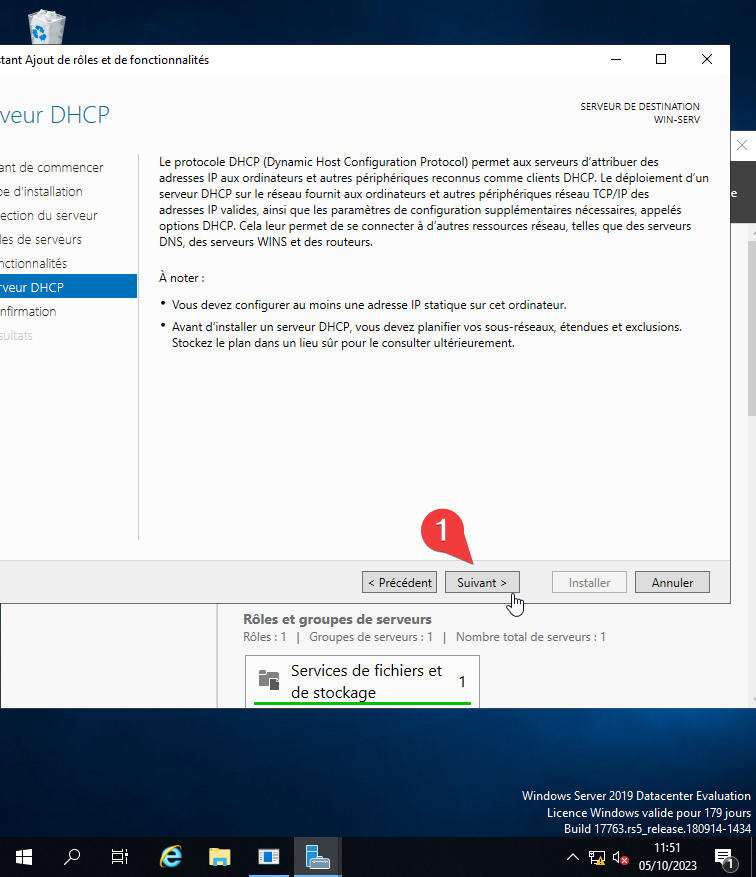 tant Ajout de rôles et de fonctionnalités
veur DHCP
SERVEUR DE DESTINATION
WIN-SERV
ant de commencer
e d'installation
ection du serveur
les de serveurs
nctionnalités
rveur DHCP
nfirmation
sultats
Le protocole DHCP (Dynamic Host Configuration Protocol) permet aux serveurs d'attribuer des
adresses IP aux ordinateurs et autres périphériques reconnus comme clients DHCP. Le déploiement d'un
serveur DHCP sur le réseau fournit aux ordinateurs et autres périphériques réseau TCP/IP des
adresses IP valides, ainsi que les paramètres de configuration supplémentaires nécessaires, appelés
options DHCP. Cela leur permet de se connecter à d'autres ressources réseau, telles que des serveurs
DNS, des serveurs WINS et des routeurs.
À noter :
• Vous devez configurer au moins une adresse IP statique sur cet ordinateur.
• Avant d'installer un serveur DHCP, vous devez planifier vos sous-réseaux, étendues et exclusions.
Stockez le plan dans un lieu sûr pour le consulter ultérieurement.
e
1
< Précédent
Suivant >
Installer
Annuler
Rôles et groupes de serveurs
Rôles : 1 | Groupes de serveurs : 1 | Nombre total de serveurs : 1
Services de fichiers et
de stockage
1
Windows Server 2019 Datacenter Evaluation
Licence Windows valide pour 179 jours
Build 17763.rs5_release.180914-1434
11:51
05/10/2023
1